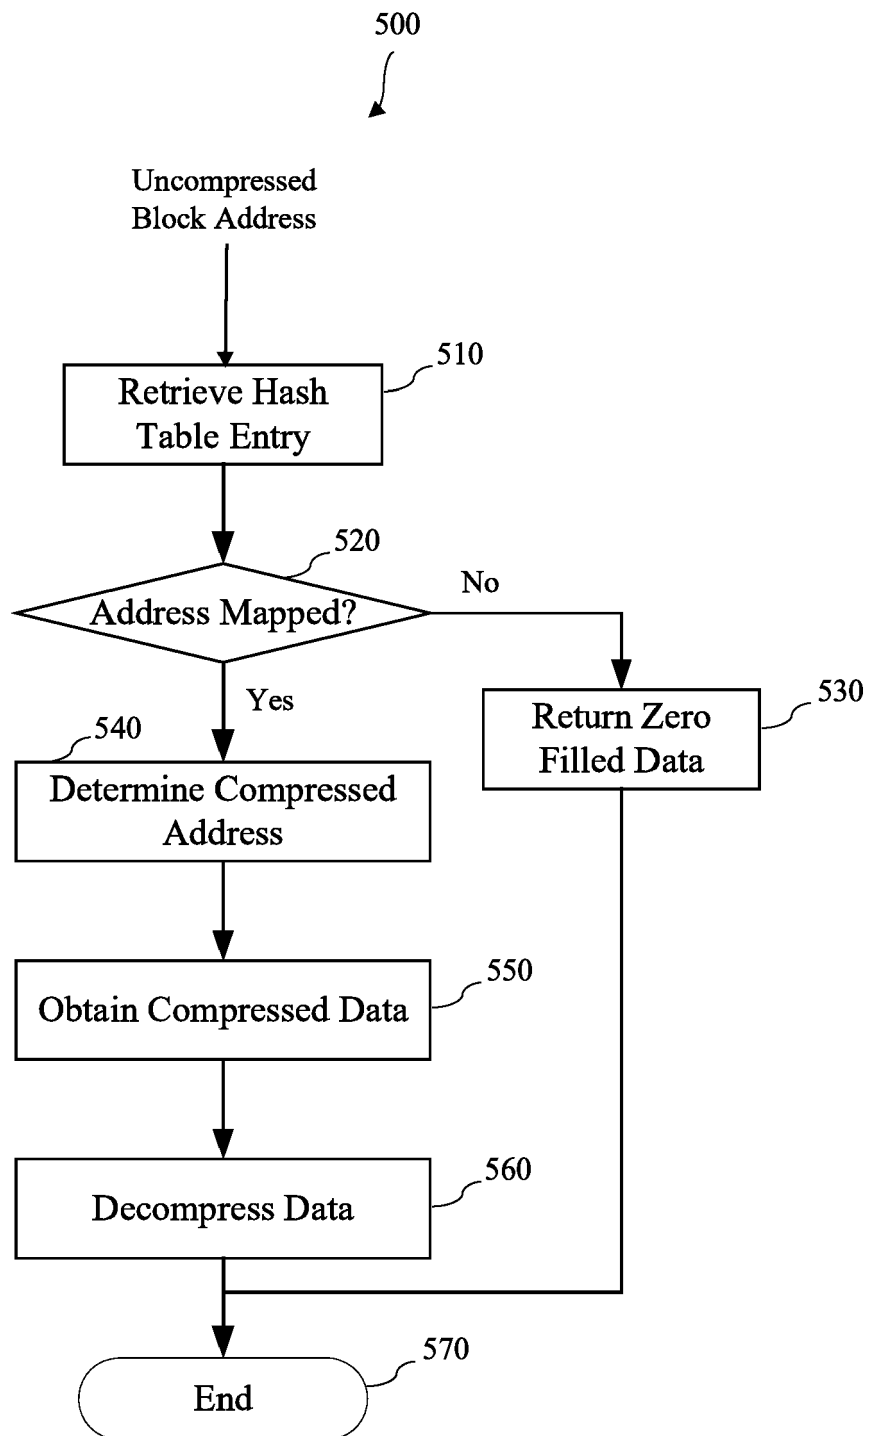 500
Uncompressed
Block Address
510
Retrieve Hash
Table Entry
520
No
Address Mapped?
Yes
530
Return Zero
Filled Data
540
Determine Compressed
Address
550
Obtain Compressed Data
560
Decompress Data
570
End